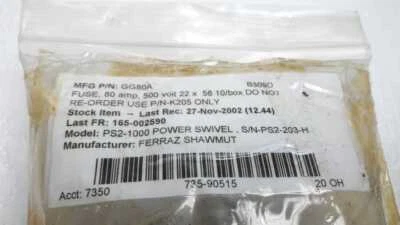 MFG P/N: GG80A B305D
FUSE, 80 amp, 500 volt 22 x 58 10/box DO NOT
RE-ORDER USE P/N-K205 ONLY
Stock Item -- Last Rec: 27-Nov-2002 (12.44)
Last FR: 165-002590
Model: PS2-1000 POWER SWIVEL , S/N-PS2-203-H
Manufacturer: FERRAZ SHAWMUT
Acct: 7350 735-90515 20 OH